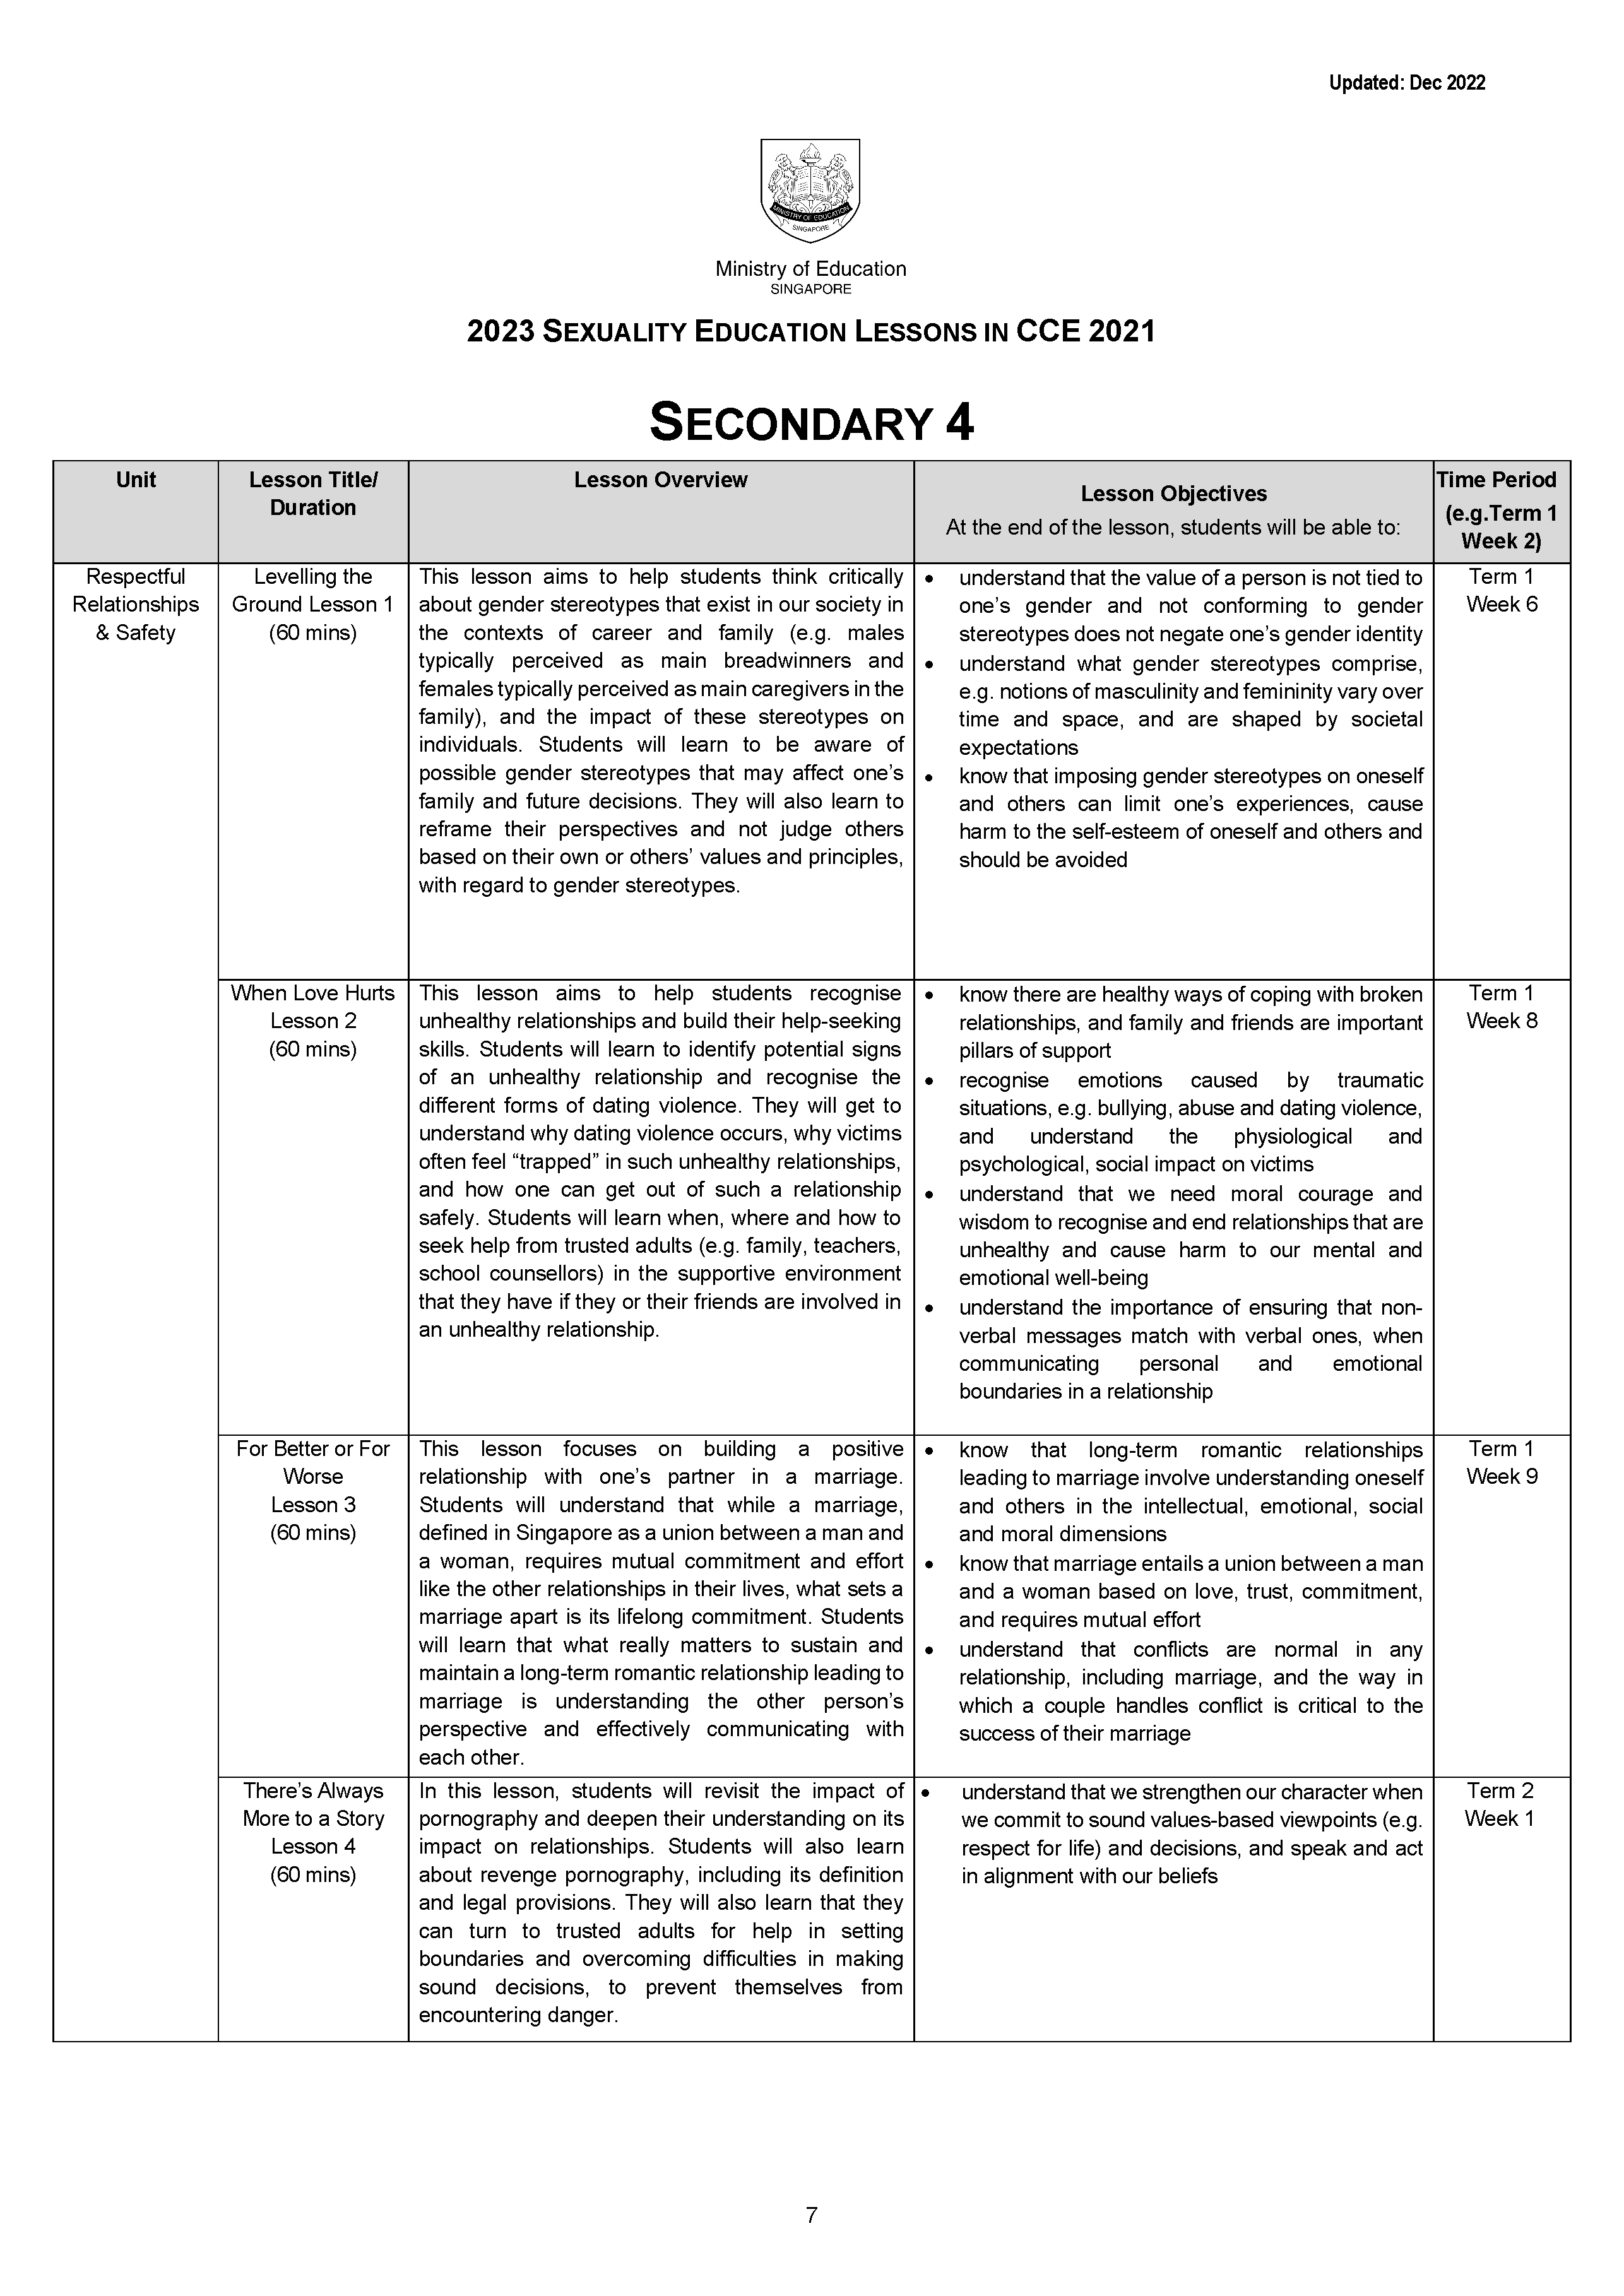 Updated: Dec 2022
MINISTRY OF EDUCATION
SINGAPORE
Ministry of Education
SINGAPORE
2023 SEXUALITY EDUCATION LESSONS IN CCE 2021
SECONDARY 4
Unit
Lesson Title/
Duration
Lesson Overview
Lesson Objectives
At the end of the lesson, students will be able to:
Time Period
(e.g.Term 1
Week 2)
Respectful
Relationships
& Safety
Levelling the
Ground Lesson 1
(60 mins)
This lesson aims to help students think critically
about gender stereotypes that exist in our society in
the contexts of career and family (e.g. males
typically perceived as main breadwinners and
females typically perceived as main caregivers in the
family), and the impact of these stereotypes on
individuals. Students will learn to be aware of
possible gender stereotypes that may affect one’s
family and future decisions. They will also learn to
reframe their perspectives and not judge others
based on their own or others’ values and principles,
with regard to gender stereotypes.
• understand that the value of a person is not tied to
one’s gender and not conforming to gender
stereotypes does not negate one’s gender identity
• understand what gender stereotypes comprise,
e.g. notions of masculinity and femininity vary over
time and space, and are shaped by societal
expectations
• know that imposing gender stereotypes on oneself
and others can limit one’s experiences, cause
harm to the self-esteem of oneself and others and
should be avoided
Term 1
Week 6
When Love Hurts
Lesson 2
(60 mins)
This lesson aims to help students recognise
unhealthy relationships and build their help-seeking
skills. Students will learn to identify potential signs
of an unhealthy relationship and recognise the
different forms of dating violence. They will get to
understand why dating violence occurs, why victims
often feel “trapped” in such unhealthy relationships,
and how one can get out of such a relationship
safely. Students will learn when, where and how to
seek help from trusted adults (e.g. family, teachers,
school counsellors) in the supportive environment
that they have if they or their friends are involved in
an unhealthy relationship.
• know there are healthy ways of coping with broken
relationships, and family and friends are important
pillars of support
• recognise emotions caused by traumatic
situations, e.g. bullying, abuse and dating violence,
and understand the physiological and
psychological, social impact on victims
• understand that we need moral courage and
wisdom to recognise and end relationships that are
unhealthy and cause harm to our mental and
emotional well-being
• understand the importance of ensuring that non-
verbal messages match with verbal ones, when
communicating personal and emotional
boundaries in a relationship
Term 1
Week 8
For Better or For
Worse
Lesson 3
(60 mins)
This lesson focuses on building a positive
relationship with one’s partner in a marriage.
Students will understand that while a marriage,
defined in Singapore as a union between a man and
a woman, requires mutual commitment and effort
like the other relationships in their lives, what sets a
marriage apart is its lifelong commitment. Students
will learn that what really matters to sustain and
maintain a long-term romantic relationship leading to
marriage is understanding the other person’s
perspective and effectively communicating with
each other.
• know that long-term romantic relationships
leading to marriage involve understanding oneself
and others in the intellectual, emotional, social
and moral dimensions
• know that marriage entails a union between a man
and a woman based on love, trust, commitment,
and requires mutual effort
• understand that conflicts are normal in any
relationship, including marriage, and the way in
which a couple handles conflict is critical to the
success of their marriage
Term 1
Week 9
There’s Always
More to a Story
Lesson 4
(60 mins)
In this lesson, students will revisit the impact of
pornography and deepen their understanding on its
impact on relationships. Students will also learn
about revenge pornography, including its definition
and legal provisions. They will also learn that they
can turn to trusted adults for help in setting
boundaries and overcoming difficulties in making
sound decisions, to prevent themselves from
encountering danger.
• understand that we strengthen our character when
we commit to sound values-based viewpoints (e.g.
respect for life) and decisions, and speak and act
in alignment with our beliefs
Term 2
Week 1
7